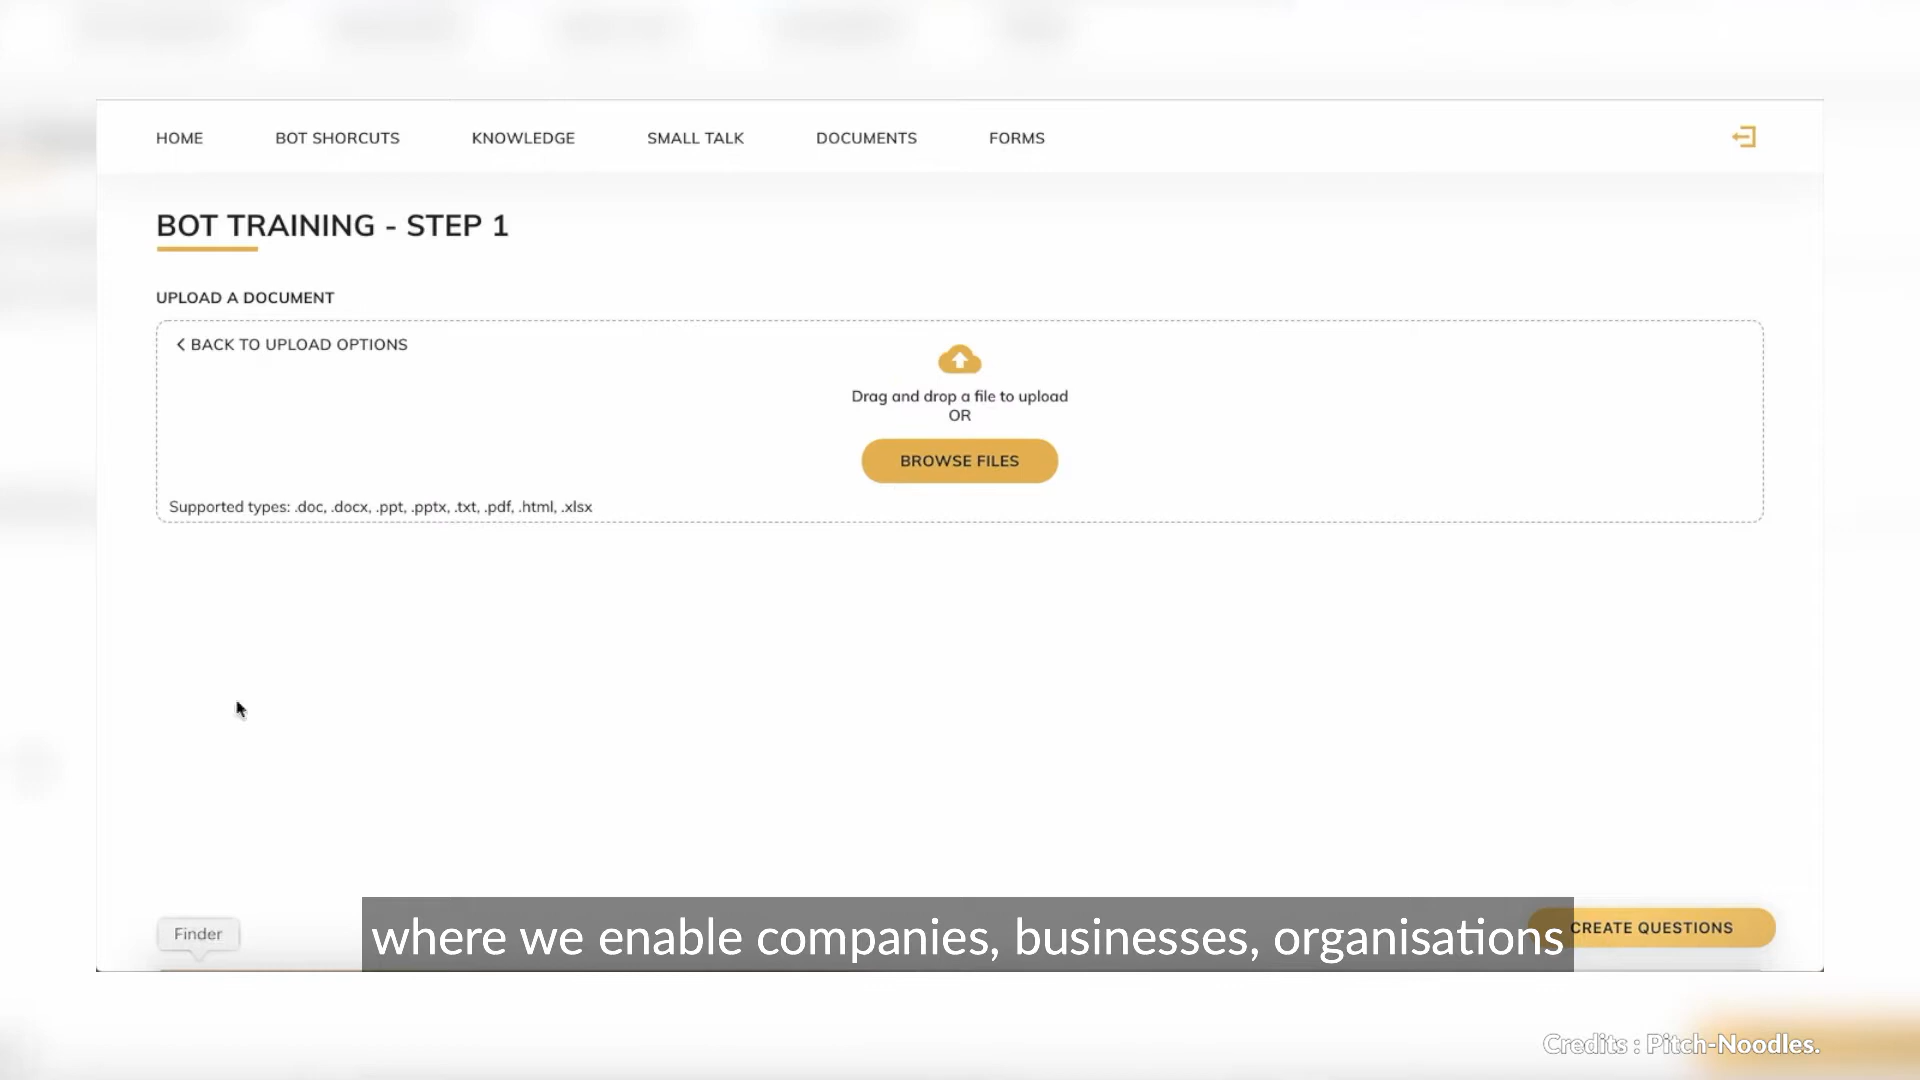 HOME BOT SHORCUTS KNOWLEDGE SMALL TALK DOCUMENTS FORMS
BOT TRAINING - STEP 1
UPLOAD A DOCUMENT
BACK TO UPLOAD OPTIONS
Drag and drop a file to upload
OR
BROWSE FILES
Supported types: .doc, .docx, .ppt, .pptx, .txt, .pdf, .html, .xlsx
Finder
where we enable companies, businesses, organisations
CREATE QUESTIONS
Credits : Pitch-Noodles.